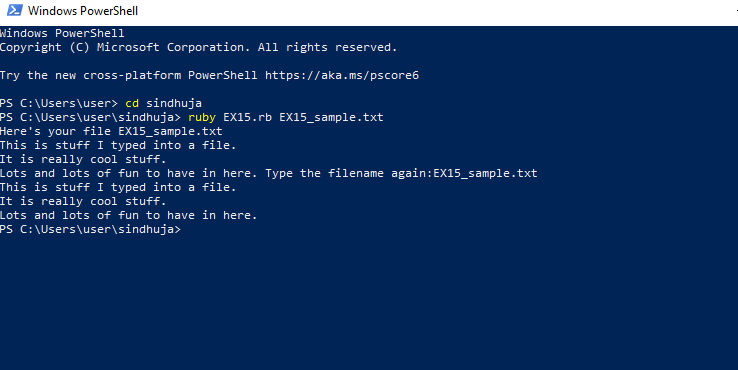 Windows PowerShell
Windows PowerShell
Copyright (C) Microsoft Corporation. All rights reserved.
Try the new cross-platform PowerShell https://aka.ms/pscore6
PS C:\Users\user> cd sindhuja
PS C:\Users\user\sindhuja> ruby EX15.rb EX15_sample.txt
Here's your file EX15_sample.txt
This is stuff I typed into a file.
It is really cool stuff.
Lots and lots of fun to have in here. Type the filename again:EX15_sample.txt
This is stuff I typed into a file.
It is really cool stuff.
Lots and lots of fun to have in here.
PS C:\Users\user\sindhuja>